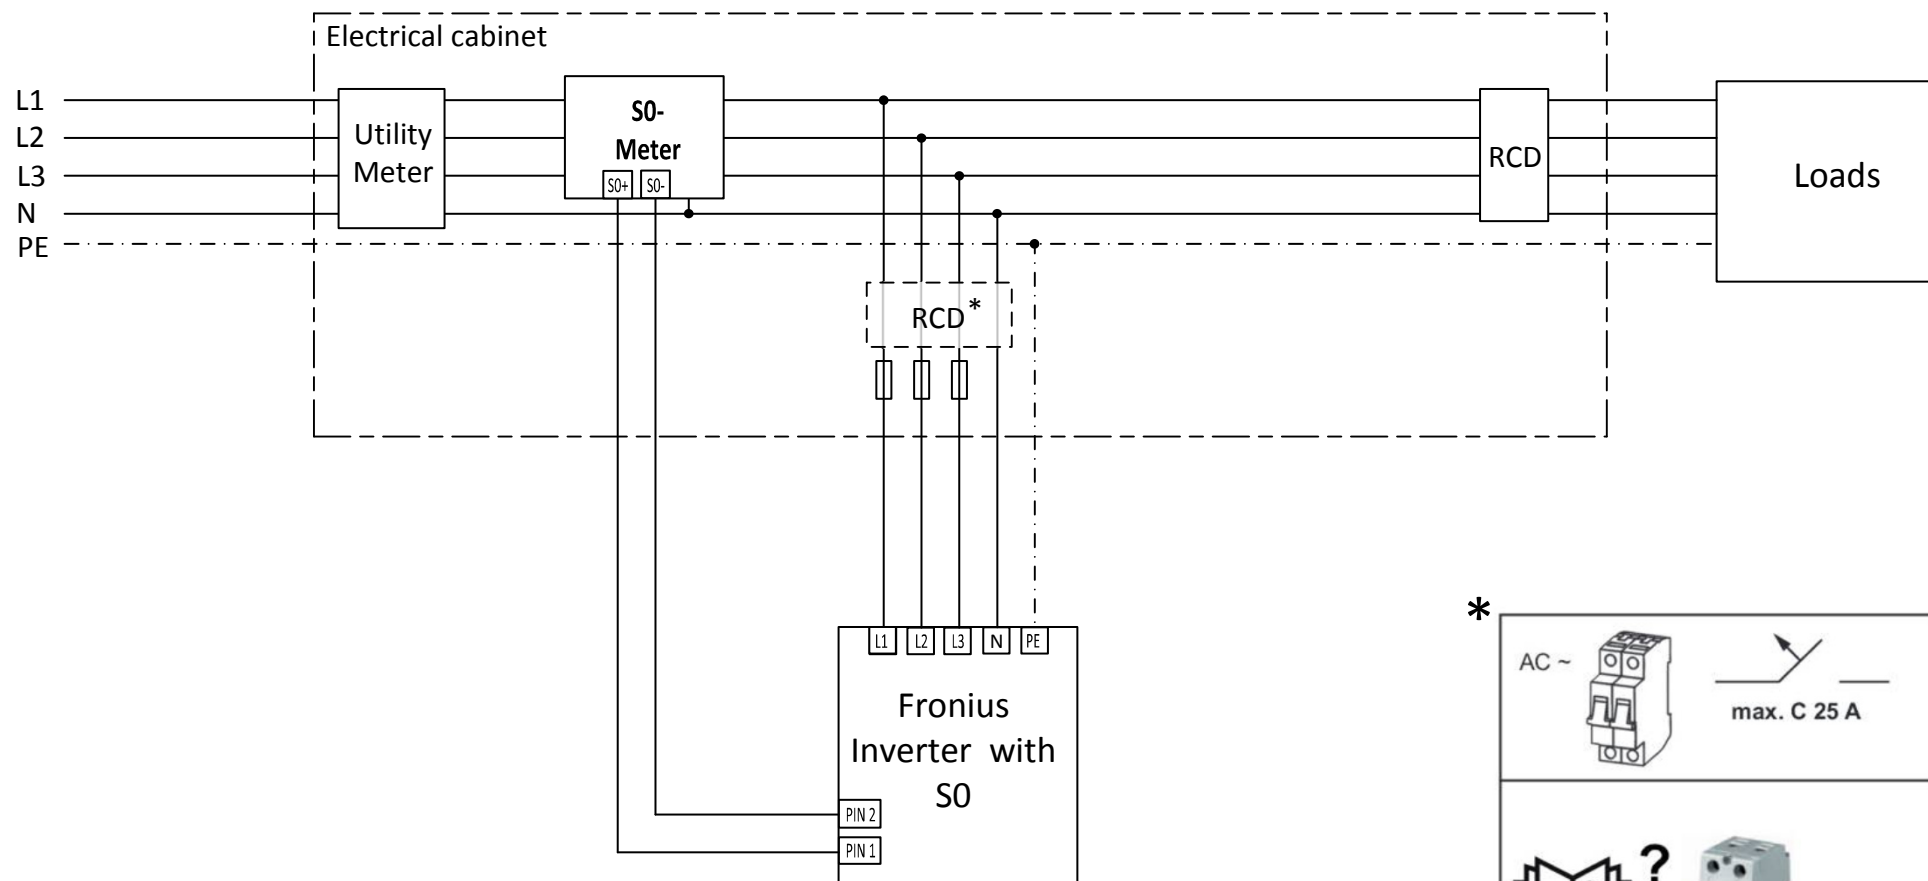 Electrical cabinet
L1
L2
L3
N
PE
Utility
Meter
S0-
Meter
S0+
S0-
RCD
Loads
RCD*
L1
L2
L3
N
PE
Fronius
Inverter with
S0
PIN 2
PIN 1
*
AC ~
max. C 25 A
?